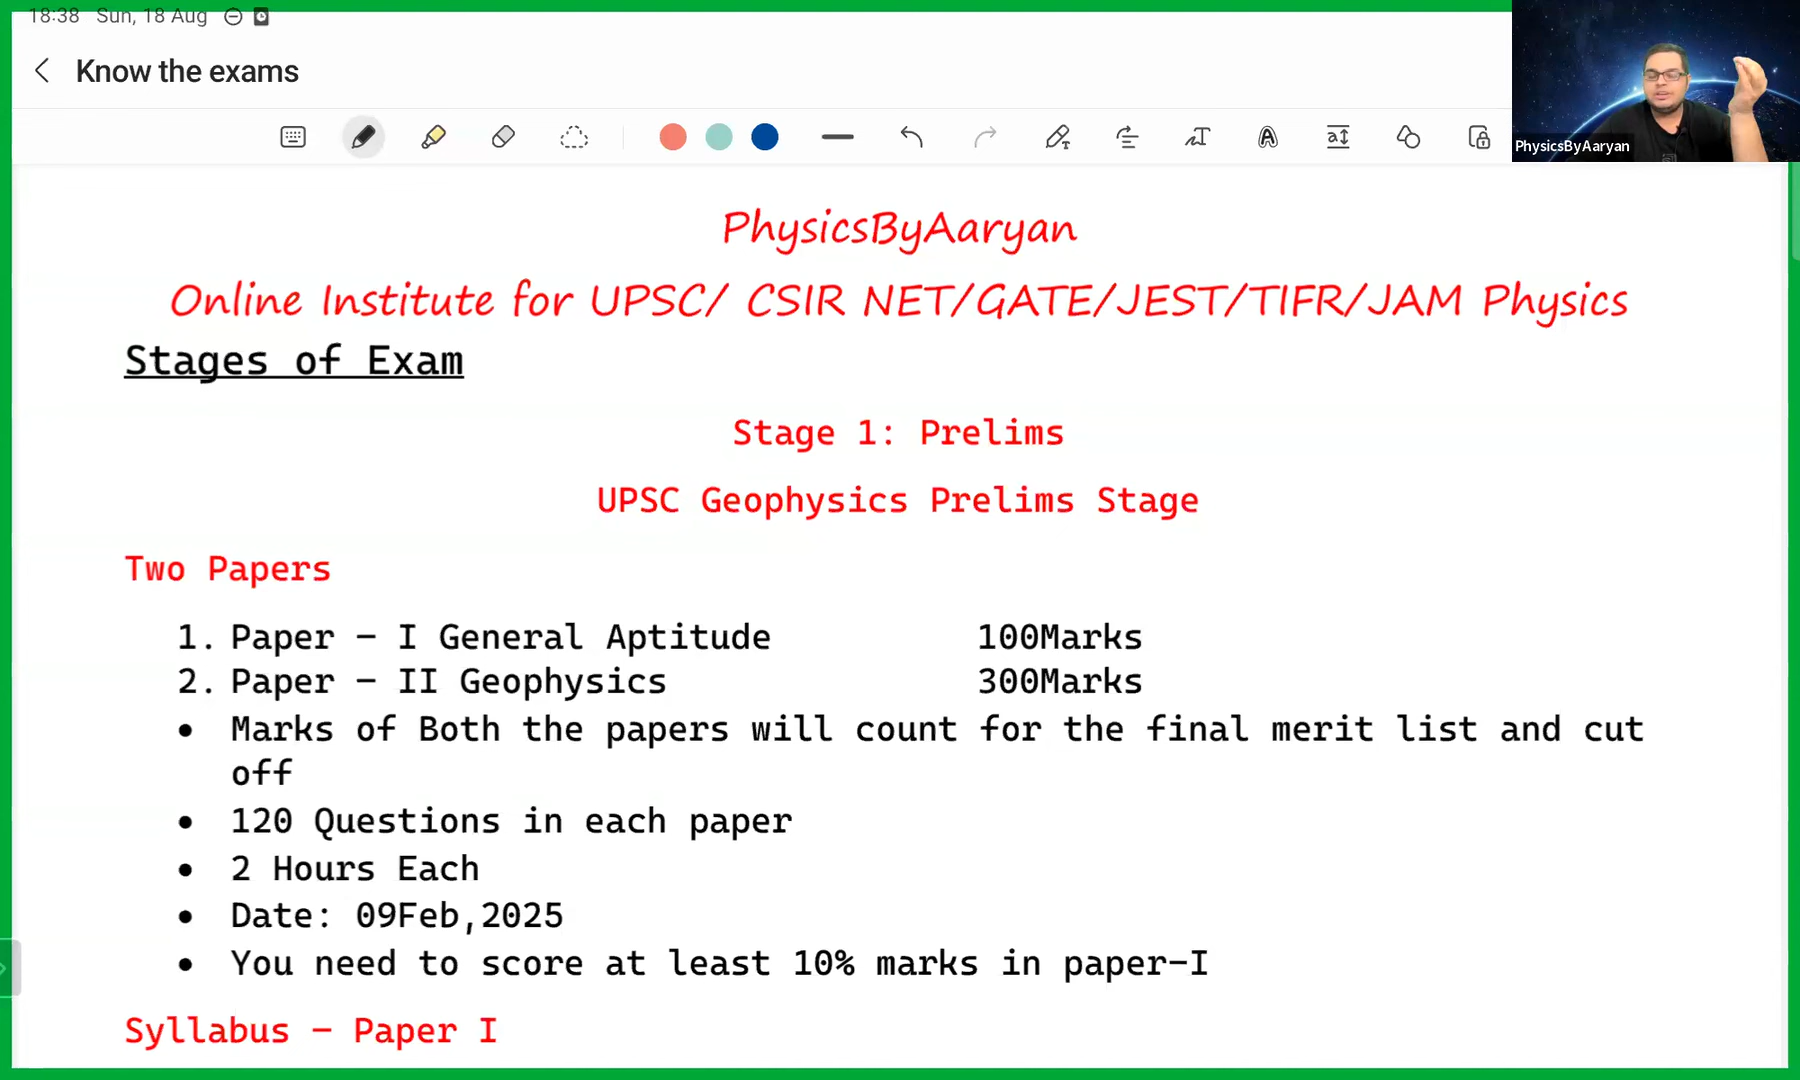 18:38 Sun, 18 Aug
Know the exams
PhysicsByAaryan
PhysicsByAaryan
Online Institute for UPSC/ CSIR NET/GATE/JEST/TIFR/JAM Physics
Stages of Exam
Stage 1: Prelims
UPSC Geophysics Prelims Stage
Two Papers
1. Paper – I General Aptitude 100Marks
2. Paper – II Geophysics 300Marks
• Marks of Both the papers will count for the final merit list and cut
off
• 120 Questions in each paper
• 2 Hours Each
• Date: 09Feb,2025
• You need to score at least 10% marks in paper-I
Syllabus – Paper I